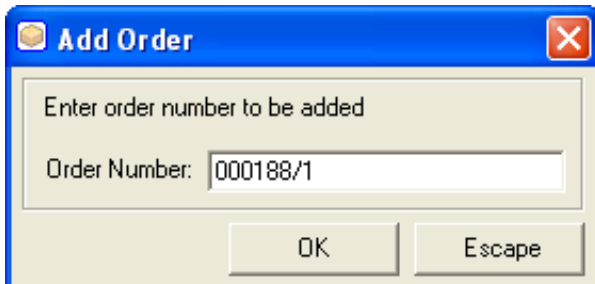 Add Order
Enter order number to be added
Order Number: 000188/1
OK Escape